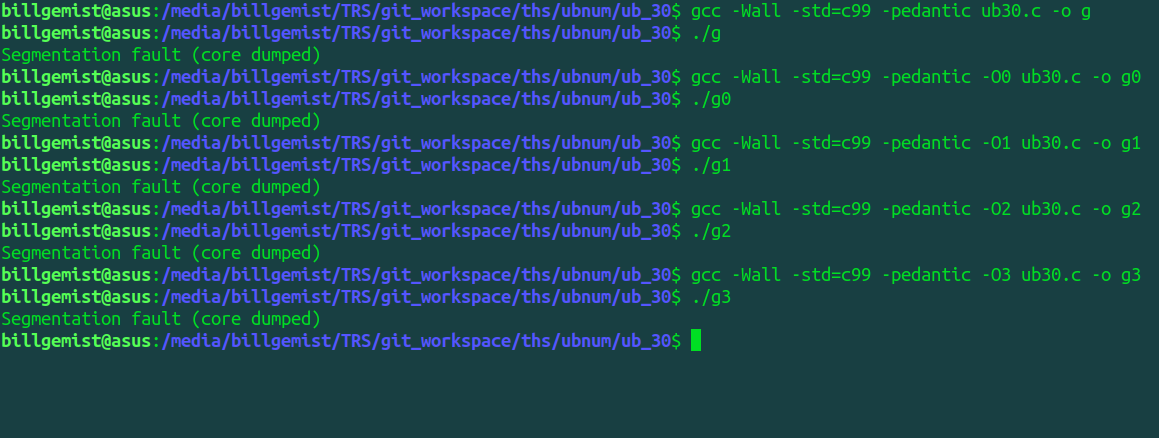 billgemist@asus:/media/billgemist/TRS/git_workspace/ths/ubnum/ub_30$ gcc -Wall -std=c99 -pedantic ub30.c -o g
billgemist@asus:/media/billgemist/TRS/git_workspace/ths/ubnum/ub_30$ ./g
Segmentation fault (core dumped)
billgemist@asus:/media/billgemist/TRS/git_workspace/ths/ubnum/ub_30$ gcc -Wall -std=c99 -pedantic -O0 ub30.c -o g0
billgemist@asus:/media/billgemist/TRS/git_workspace/ths/ubnum/ub_30$ ./g0
Segmentation fault (core dumped)
billgemist@asus:/media/billgemist/TRS/git_workspace/ths/ubnum/ub_30$ gcc -Wall -std=c99 -pedantic -O1 ub30.c -o g1
billgemist@asus:/media/billgemist/TRS/git_workspace/ths/ubnum/ub_30$ ./g1
Segmentation fault (core dumped)
billgemist@asus:/media/billgemist/TRS/git_workspace/ths/ubnum/ub_30$ gcc -Wall -std=c99 -pedantic -O2 ub30.c -o g2
billgemist@asus:/media/billgemist/TRS/git_workspace/ths/ubnum/ub_30$ ./g2
Segmentation fault (core dumped)
billgemist@asus:/media/billgemist/TRS/git_workspace/ths/ubnum/ub_30$ gcc -Wall -std=c99 -pedantic -O3 ub30.c -o g3
billgemist@asus:/media/billgemist/TRS/git_workspace/ths/ubnum/ub_30$ ./g3
Segmentation fault (core dumped)
billgemist@asus:/media/billgemist/TRS/git_workspace/ths/ubnum/ub_30$